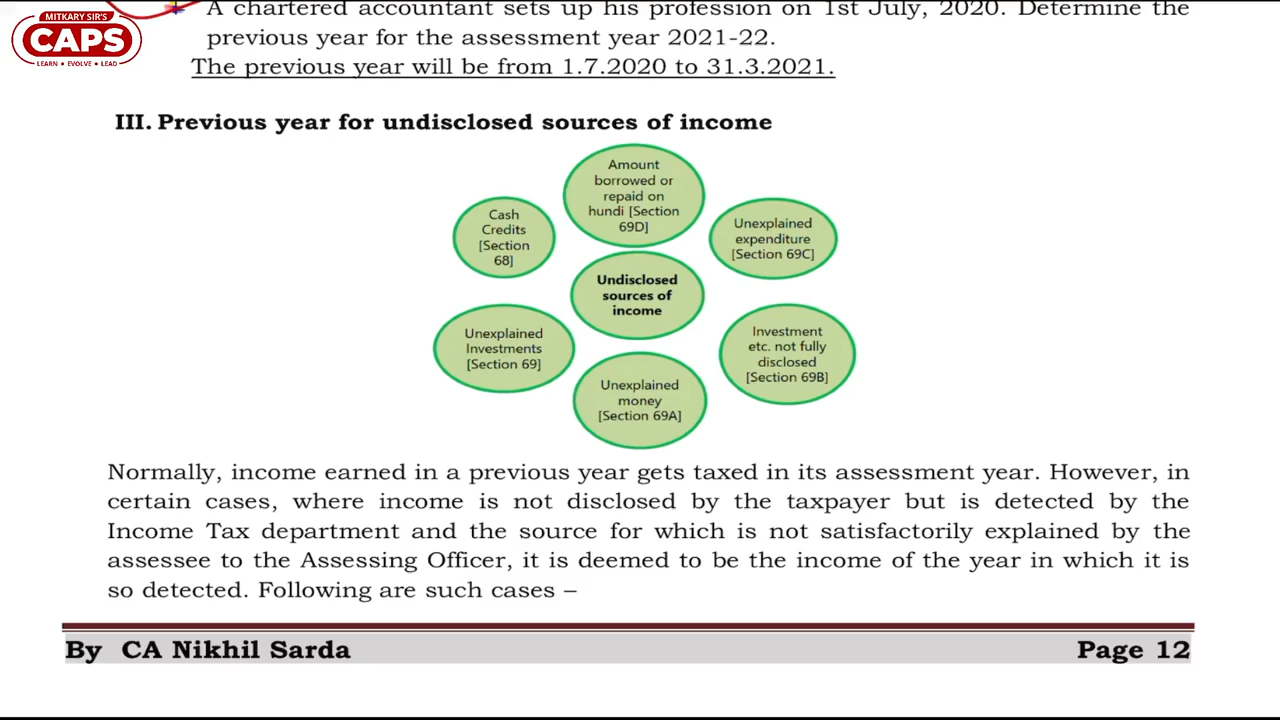 A chartered accountant sets up his profession on 1st July, 2020. Determine the
MITKARY SIR'S
CAPS
LEARN • EVOLVE • LEAD
previous year for the assessment year 2021-22.
The previous year will be from 1.7.2020 to 31.3.2021.
III. Previous year for undisclosed sources of income
Amount
borrowed or
repaid on
hundi [Section
69D]
Cash
Credits
[Section
68]
Unexplained
expenditure
[Section 69C]
Undisclosed
sources of
income
Unexplained
Investments
[Section 69]
Investment
etc. not fully
disclosed
[Section 69B]
Unexplained
money
[Section 69A]
Normally, income earned in a previous year gets taxed in its assessment year. However, in
certain cases, where income is not disclosed by the taxpayer but is detected by the
Income Tax department and the source for which is not satisfactorily explained by the
assessee to the Assessing Officer, it is deemed to be the income of the year in which it is
so detected. Following are such cases –
By CA Nikhil Sarda
Page 12